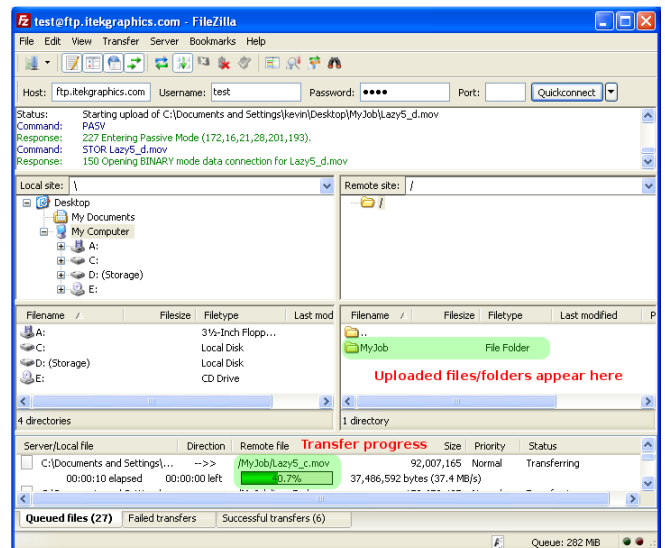 test@ftp.itekgraphics.com - FileZilla
File Edit View Transfer Server Bookmarks Help
Host: ftp.itekgraphics.com Username: test Password: •••• Port: Quickconnect
Status: Starting upload of C:\Documents and Settings\kevin\Desktop\MyJob\Lazy5_d.mov
Command: PASV
Response: 227 Entering Passive Mode (172,16,21,28,201,193).
Command: STOR Lazy5_d.mov
Response: 150 Opening BINARY mode data connection for Lazy5_d.mov
Local site: \
Remote site: /
Desktop
My Documents
My Computer
A:
C:
D: (Storage)
E:
/
Filename Filesize Filetype Last mod
A: 3½-Inch Flopp...
C: Local Disk
D: (Storage) Local Disk
E: CD Drive
4 directories
Filename Filesize Filetype Last modified P
..
MyJob File Folder
Uploaded files/folders appear here
1 directory
Server/Local file Direction Remote file Transfer progress Size Priority Status
C:\Documents and Settings\... -->> /MyJob/Lazy5_c.mov 92,007,165 Normal Transferring
00:00:10 elapsed 00:00:00 left 40.7% 37,486,592 bytes (37.4 MB/s)
Queued files (27) Failed transfers Successful transfers (6)
Queue: 282 MiB